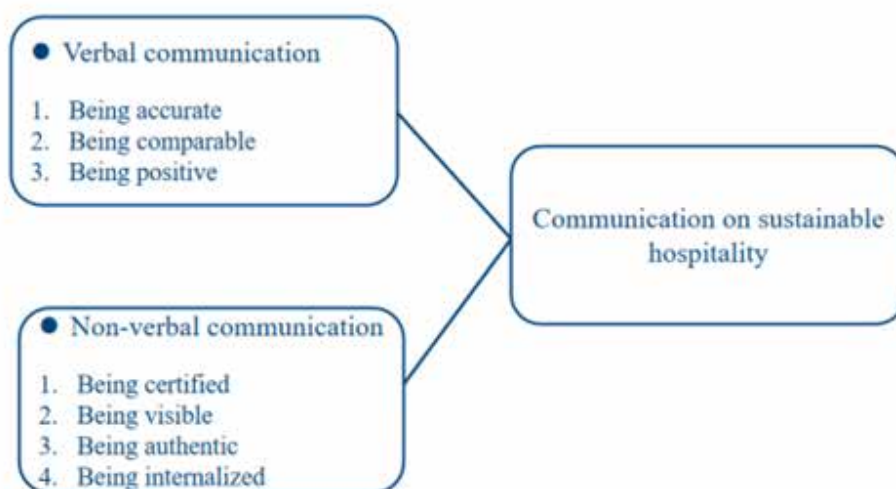 ● Verbal communication
1. Being accurate
2. Being comparable
3. Being positive
Communication on sustainable
hospitality
● Non-verbal communication
1. Being certified
2. Being visible
3. Being authentic
4. Being internalized